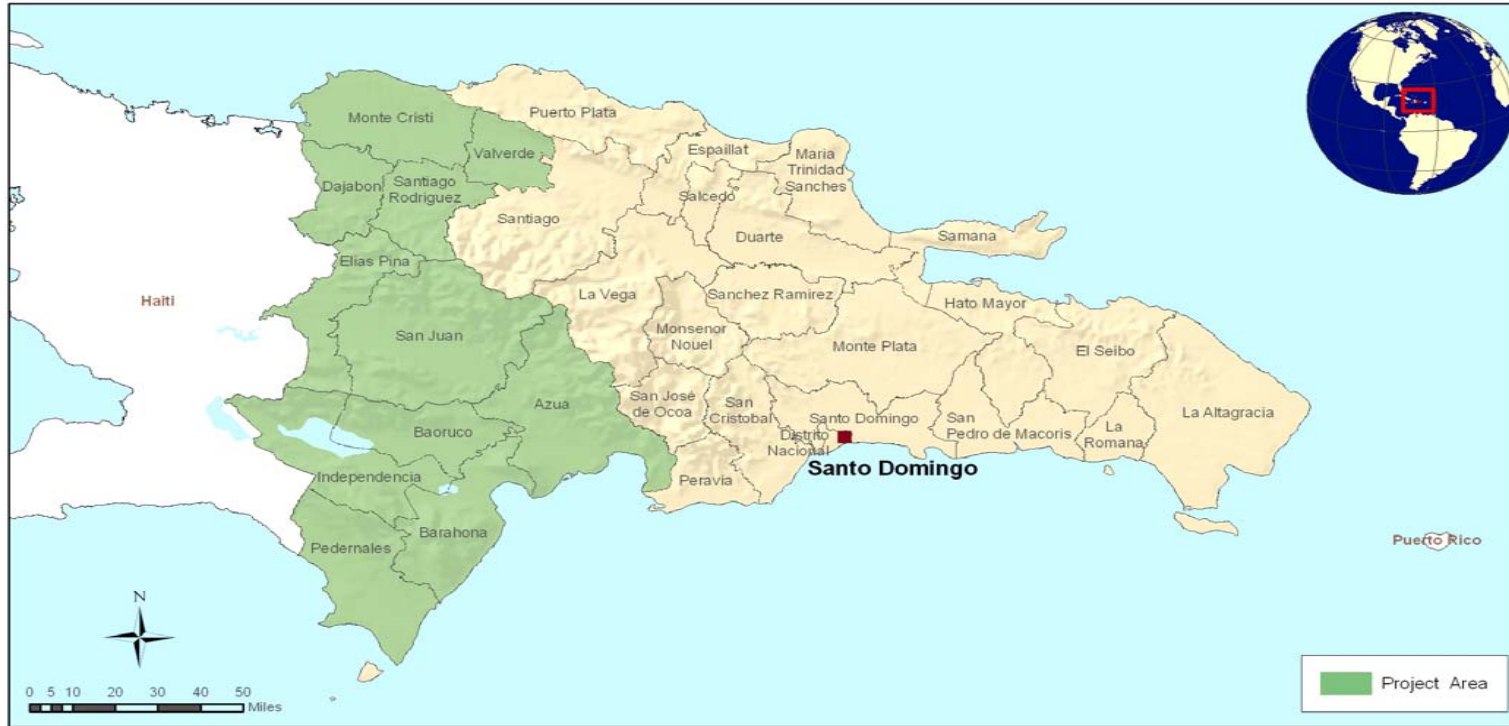 Monte Cristi
Puerto Plata
Valverde
Espaillat
Maria
Trinidad
Sanches
Dajabon
Santiago
Rodriguez
Salcedo
Santiago
Duarte
Samana
Elias Pina
Haiti
La Vega
Sanchez Ramirez
Hato Mayor
San Juan
Monsenor
Nouel
Monte Plata
El Seibo
Azua
San José
de Ocoa
San
Cristobal
Santo Domingo
San
Pedro de Macoris
La
Romana
La Altagracia
Baoruco
Distrito
Nacional
Santo Domingo
Independencia
Peravia
Barahona
Pedernales
Puerto Rico
N
0 5 10 20 30 40 50
Miles
Project Area